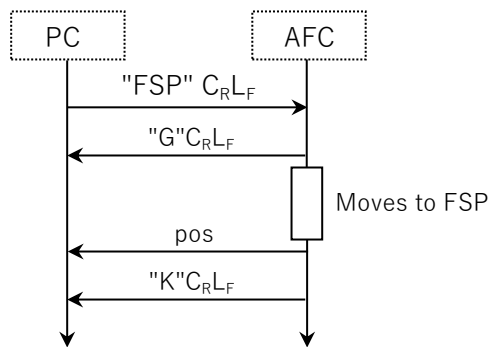 PC
AFC
"FSP" CRLF
"G"CRLF
Moves to FSP
pos
"K"CRLF